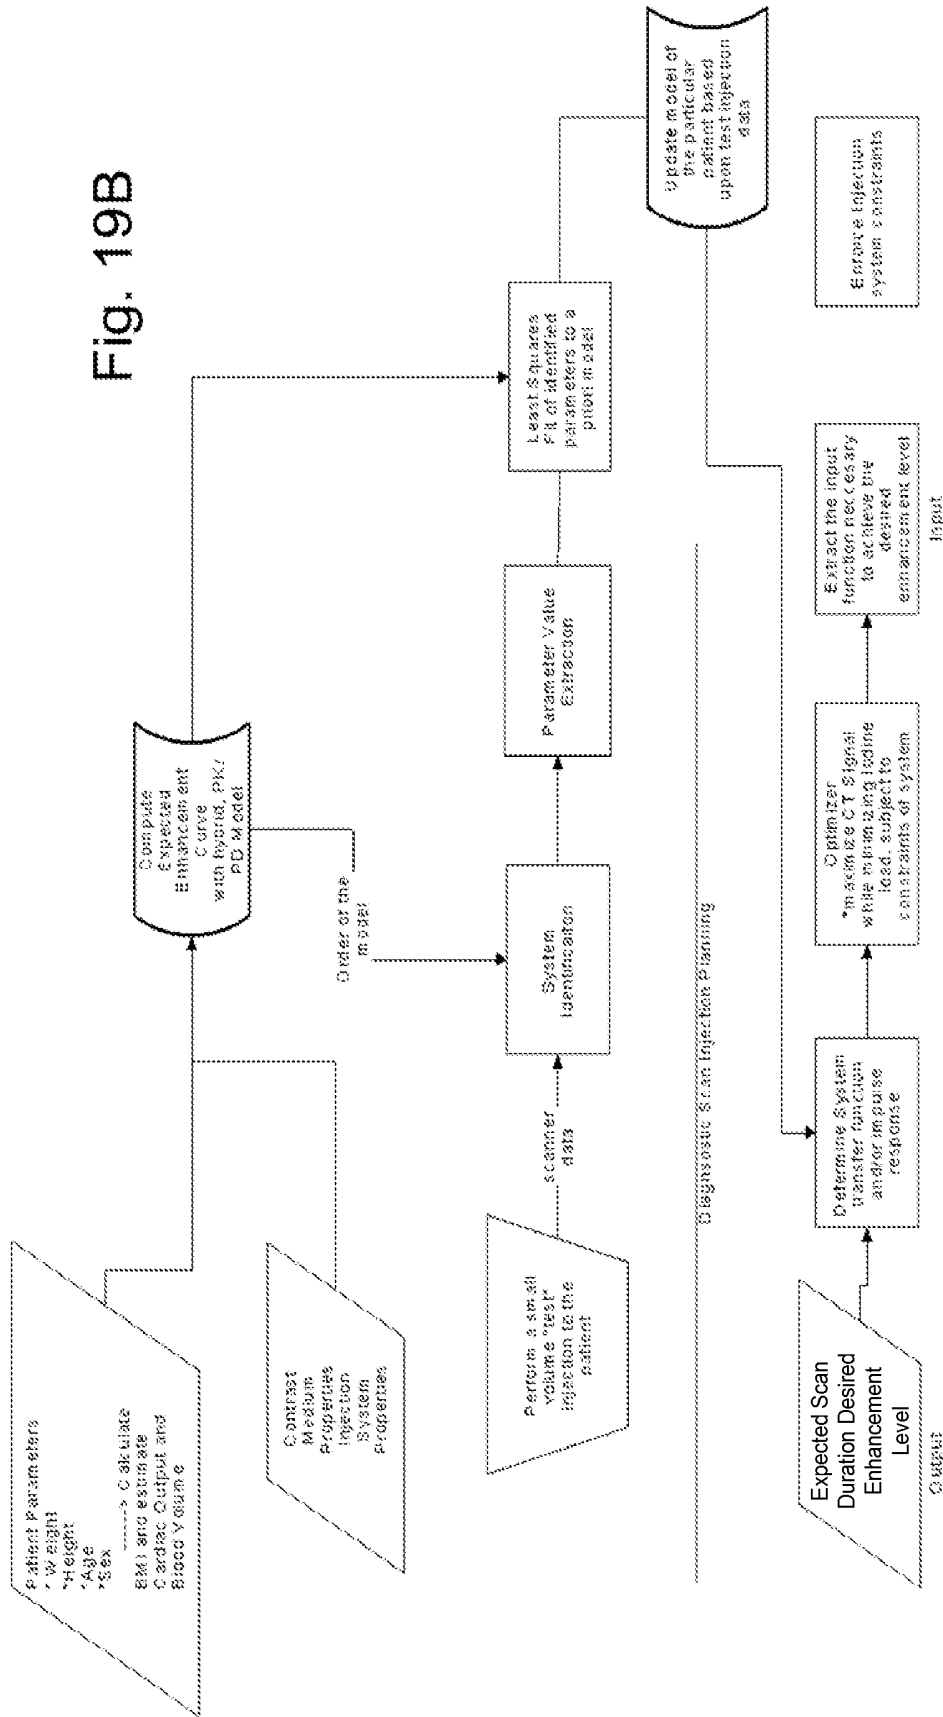 Fig. 19B
Patient Parameters
* Weight
*Height
*Age
*Sex
-----> Calculate
BMI and estimate
Cardiac Output and
Blood Volume
Contrast
Medium
Properties
Injection
System
Properties
Compute
Expected
Enhancement
Curve
with hybrid, PK/
PD Model
Order of the
model
Perform a small
volume "test"
injection to the
patient
scanner
data
System
Identificaiton
Parameter Value
Extraction
Least Squares
Fit of identified
parameters to a
priori model
Update model of
the particular
patient based
upon test injection
data
Diagnostic Scan Injection Planning
Expected Scan
Duration Desired
Enhancement
Level
Output
Determine System
transfer function
and/or impulse
response
Optimizer
*maximize CT Signal
while minimizing iodine
load, subject to
constraints of system
Extract the input
function neccesary
to achieve the
desired
enhancement level
Input
Injection
system constraints